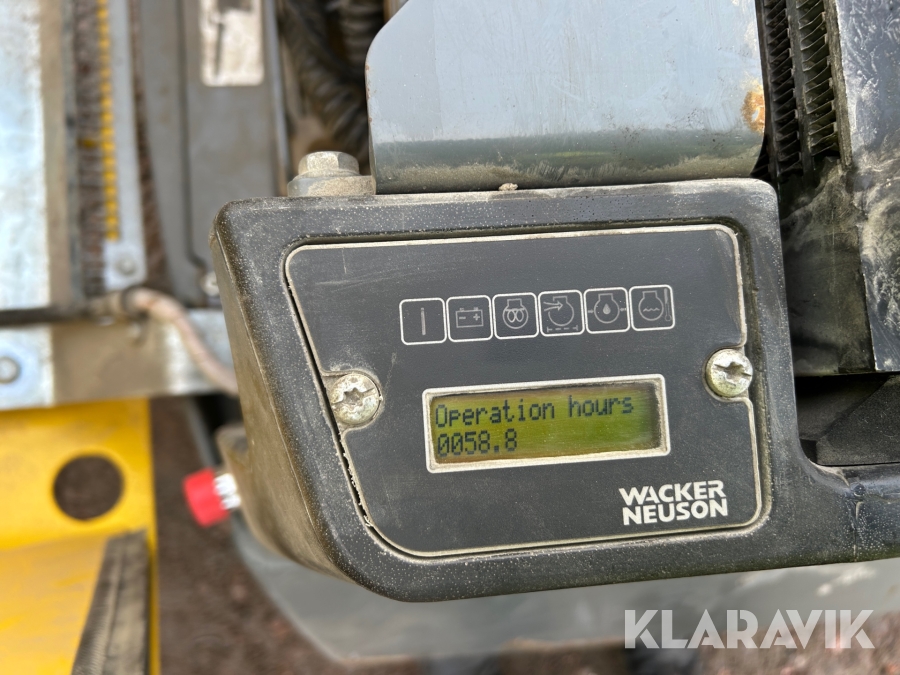 Operation hours
0058.8
WACKER
NEUSON
KLARAVIK